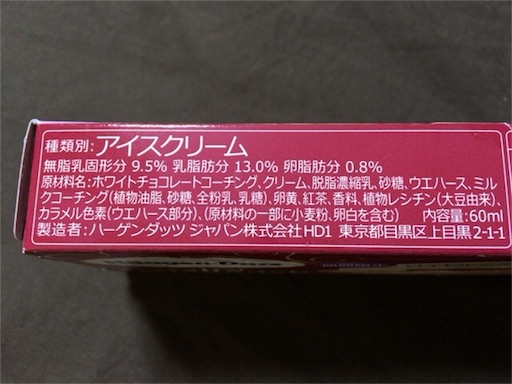 種類別:アイスクリーム
無脂乳固形分 9.5% 乳脂肪分 13.0% 卵脂肪分 0.8%
原材料名:ホワイトチョコレートコーチング、クリーム、脱脂濃縮乳、砂糖、ウエハース、ミル
クコーチング(植物油脂、砂糖、全粉乳、乳糖)、卵黄、紅茶、香料、植物レシチン(大豆由来)、
カラメル色素(ウエハース部分)、(原材料の一部に小麦粉、卵白を含む) 内容量:60ml
製造者:ハーゲンダッツ ジャパン株式会社HD1 東京都目黒区上目黒2-1-1